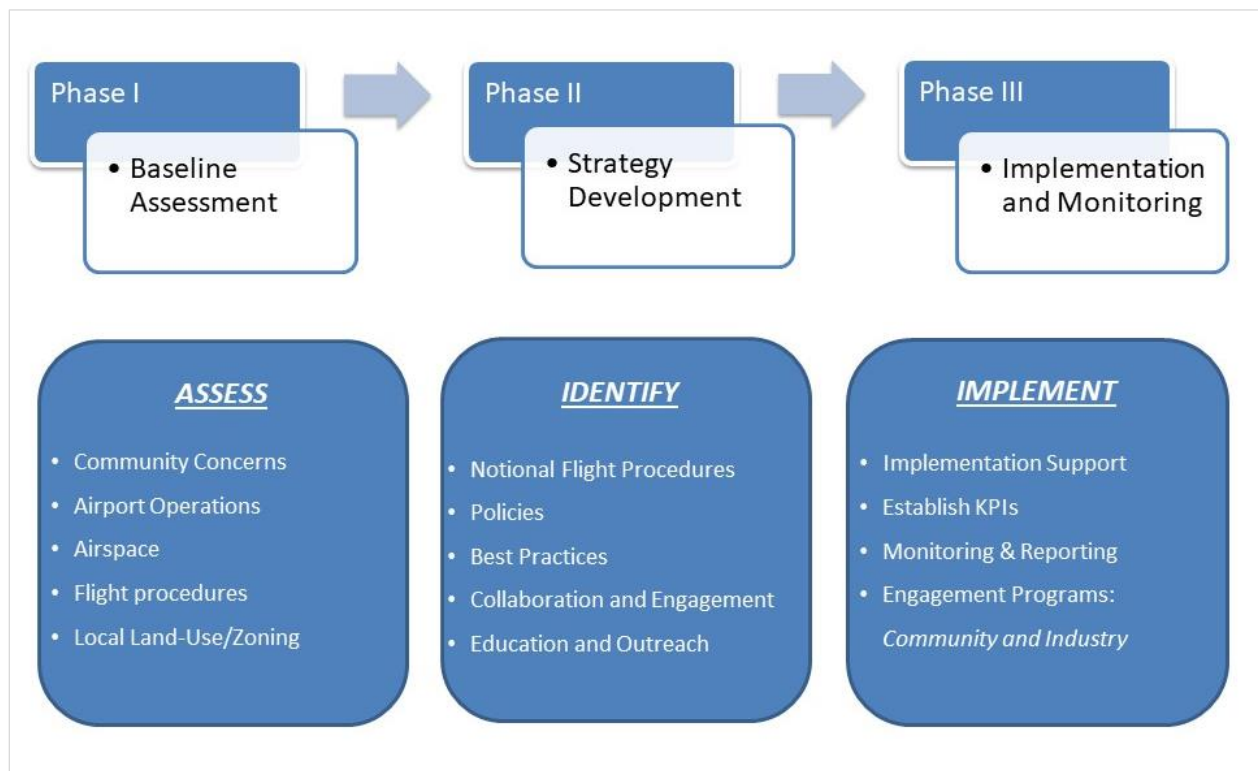 Phase I
• Baseline
Assessment
Phase II
• Strategy
Development
Phase III
• Implementation
and Monitoring
ASSESS
• Community Concerns
• Airport Operations
• Airspace
• Flight procedures
• Local Land-Use/Zoning
IDENTIFY
• Notional Flight Procedures
• Policies
• Best Practices
• Collaboration and Engagement
• Education and Outreach
IMPLEMENT
• Implementation Support
• Establish KPIs
• Monitoring & Reporting
• Engagement Programs:
Community and Industry